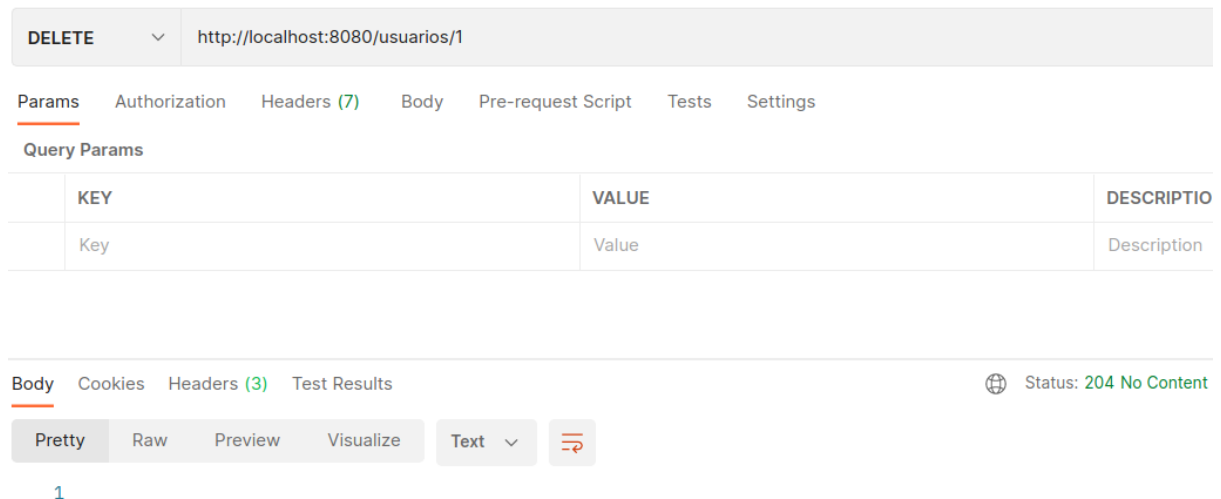 DELETE http://localhost:8080/usuarios/1
Params Authorization Headers (7) Body Pre-request Script Tests Settings
Query Params
KEY VALUE DESCRIPTIO
Key Value Description
Body Cookies Headers (3) Test Results Status: 204 No Content
Pretty Raw Preview Visualize Text
1